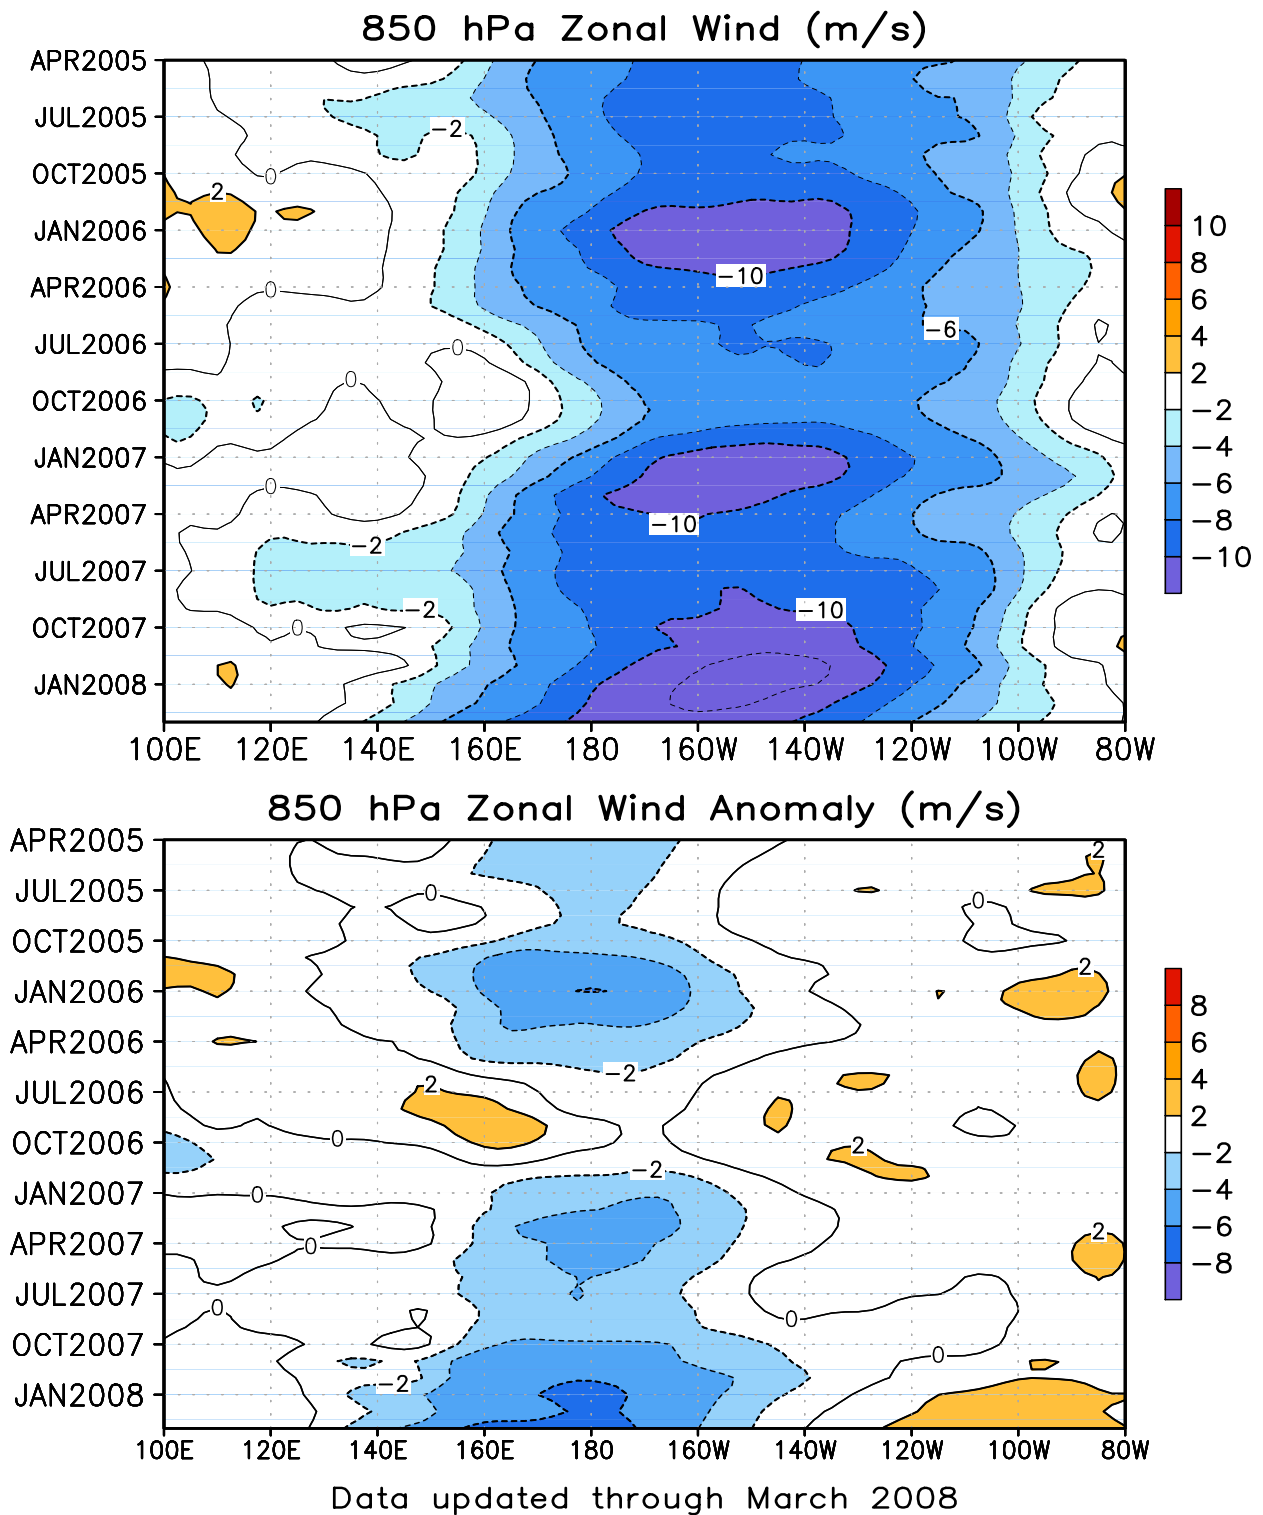 850 hPa Zonal Wind (m/s)
APR2005
JUL2005
OCT2005
JAN2006
APR2006
JUL2006
OCT2006
JAN2007
APR2007
JUL2007
OCT2007
JAN2008
-2
0
2
0
-10
-6
0
0
0
-10
-2
-2
-10
0
100E 120E 140E 160E 180 160W 140W 120W 100W 80W
10
8
6
4
2
-2
-4
-6
-8
-10
850 hPa Zonal Wind Anomaly (m/s)
APR2005
JUL2005
OCT2005
JAN2006
APR2006
JUL2006
OCT2006
JAN2007
APR2007
JUL2007
OCT2007
JAN2008
2
0
0
2
-2
2
0
2
-2
0
2
0
0
0
0
-2
100E 120E 140E 160E 180 160W 140W 120W 100W 80W
8
6
4
2
-2
-4
-6
-8
Data updated through March 2008